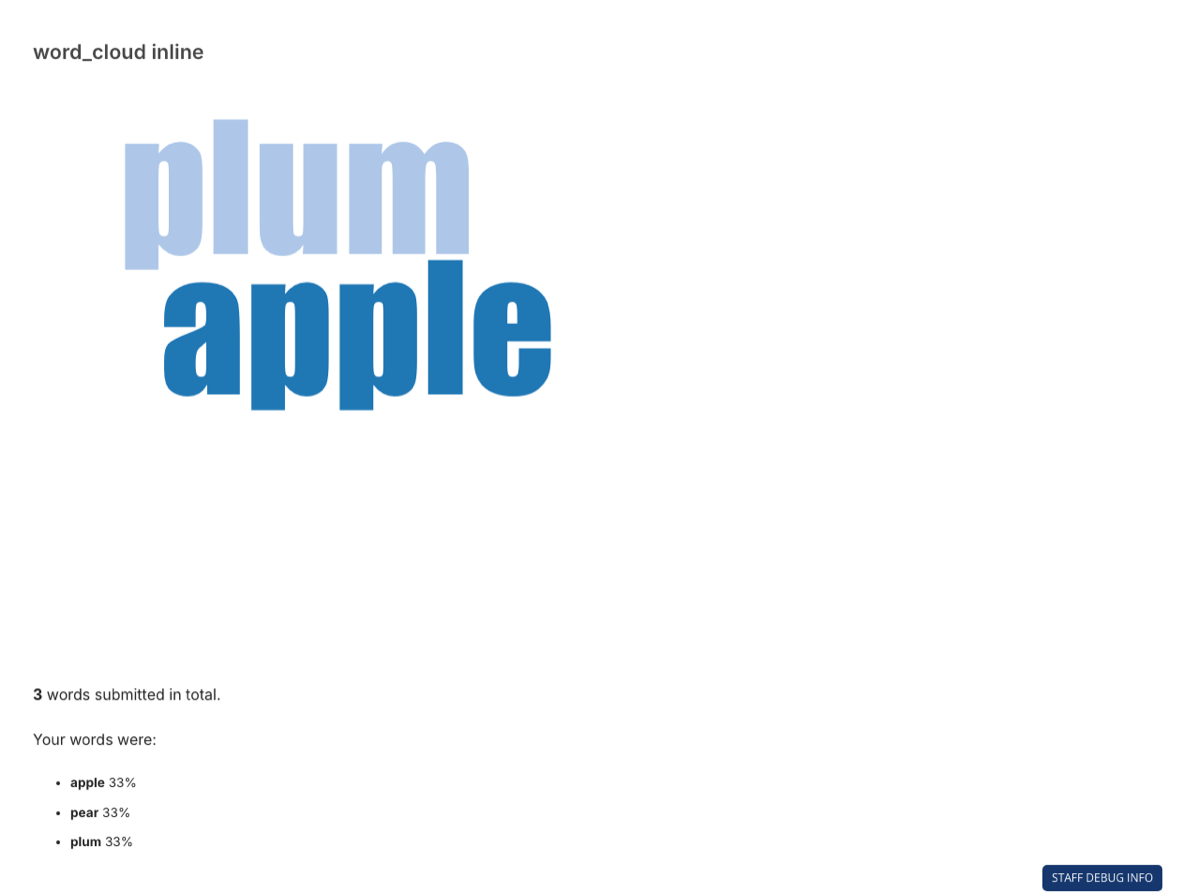 word_cloud inline
plum
apple
3 words submitted in total.
Your words were:
• apple 33%
• pear 33%
• plum 33%
STAFF DEBUG INFO